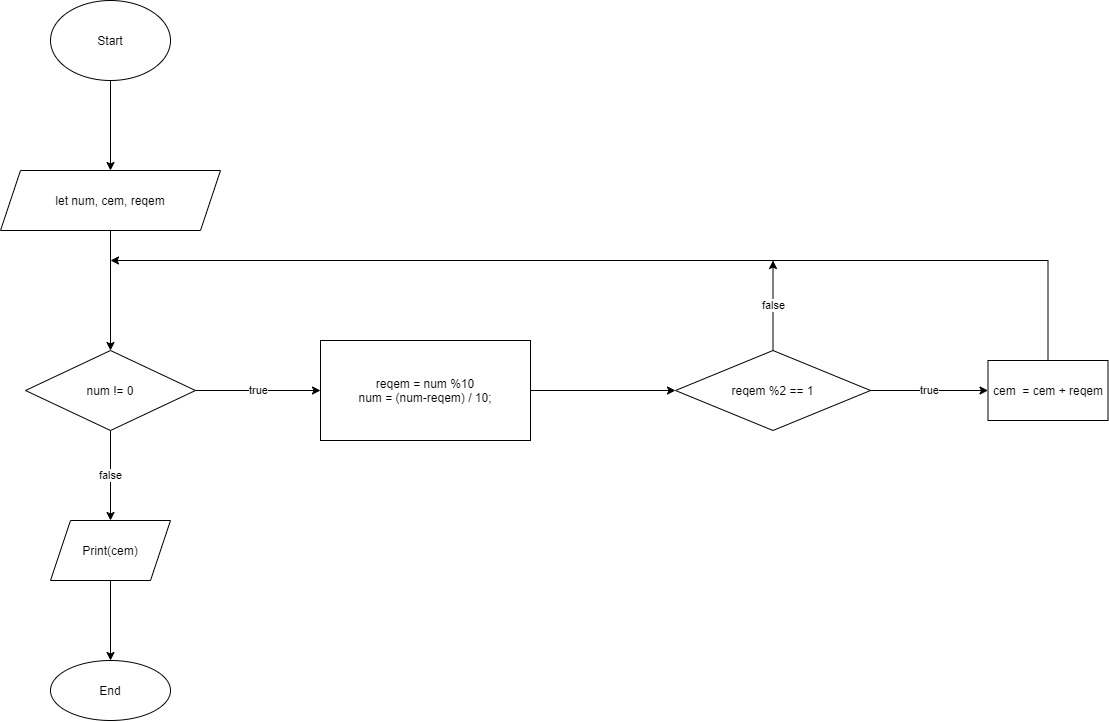 Start
let num, cem, reqem
false
num != 0
true
reqem = num %10
num = (num-reqem) / 10;
reqem %2 == 1
true
cem  = cem + reqem
false
Print(cem)
End